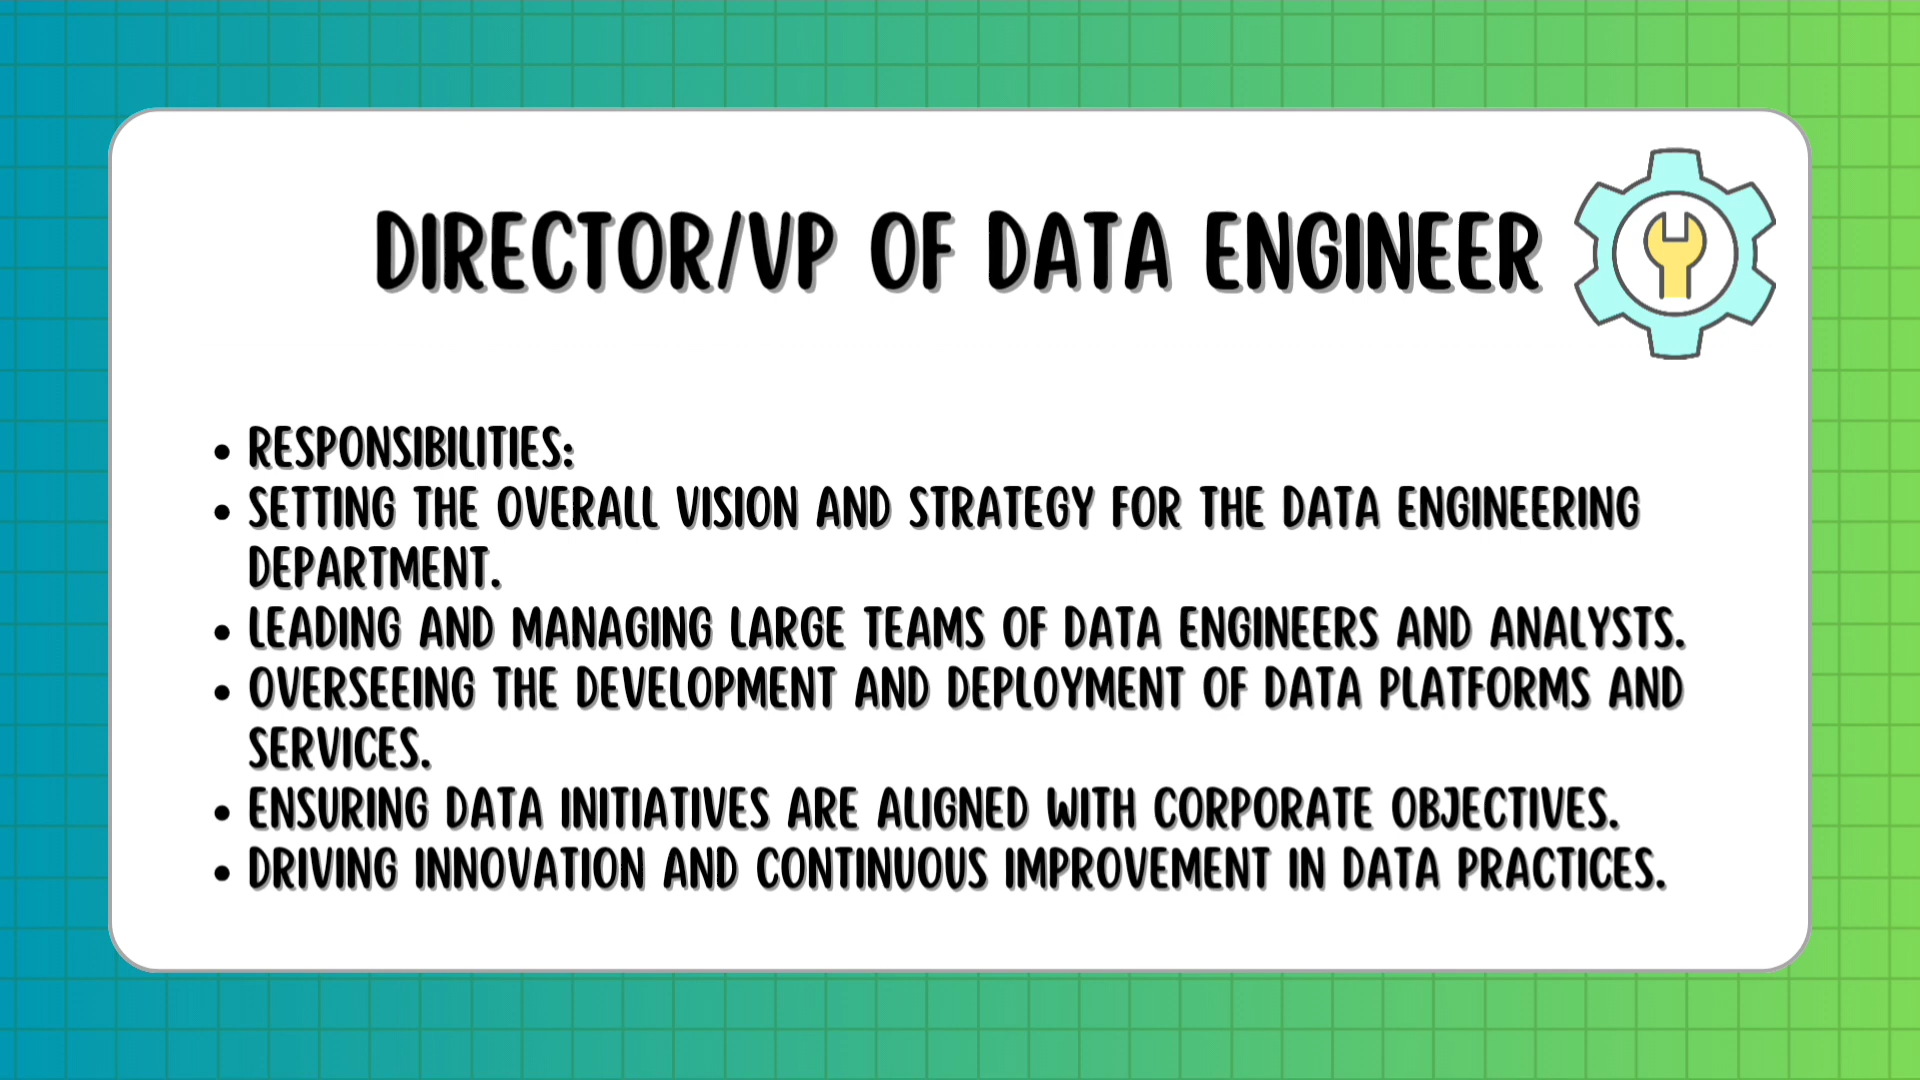 DIRECTOR/VP OF DATA ENGINEER
• RESPONSIBILITIES:
• SETTING THE OVERALL VISION AND STRATEGY FOR THE DATA ENGINEERING
DEPARTMENT.
• LEADING AND MANAGING LARGE TEAMS OF DATA ENGINEERS AND ANALYSTS.
• OVERSEEING THE DEVELOPMENT AND DEPLOYMENT OF DATA PLATFORMS AND
SERVICES.
• ENSURING DATA INITIATIVES ARE ALIGNED WITH CORPORATE OBJECTIVES.
• DRIVING INNOVATION AND CONTINUOUS IMPROVEMENT IN DATA PRACTICES.